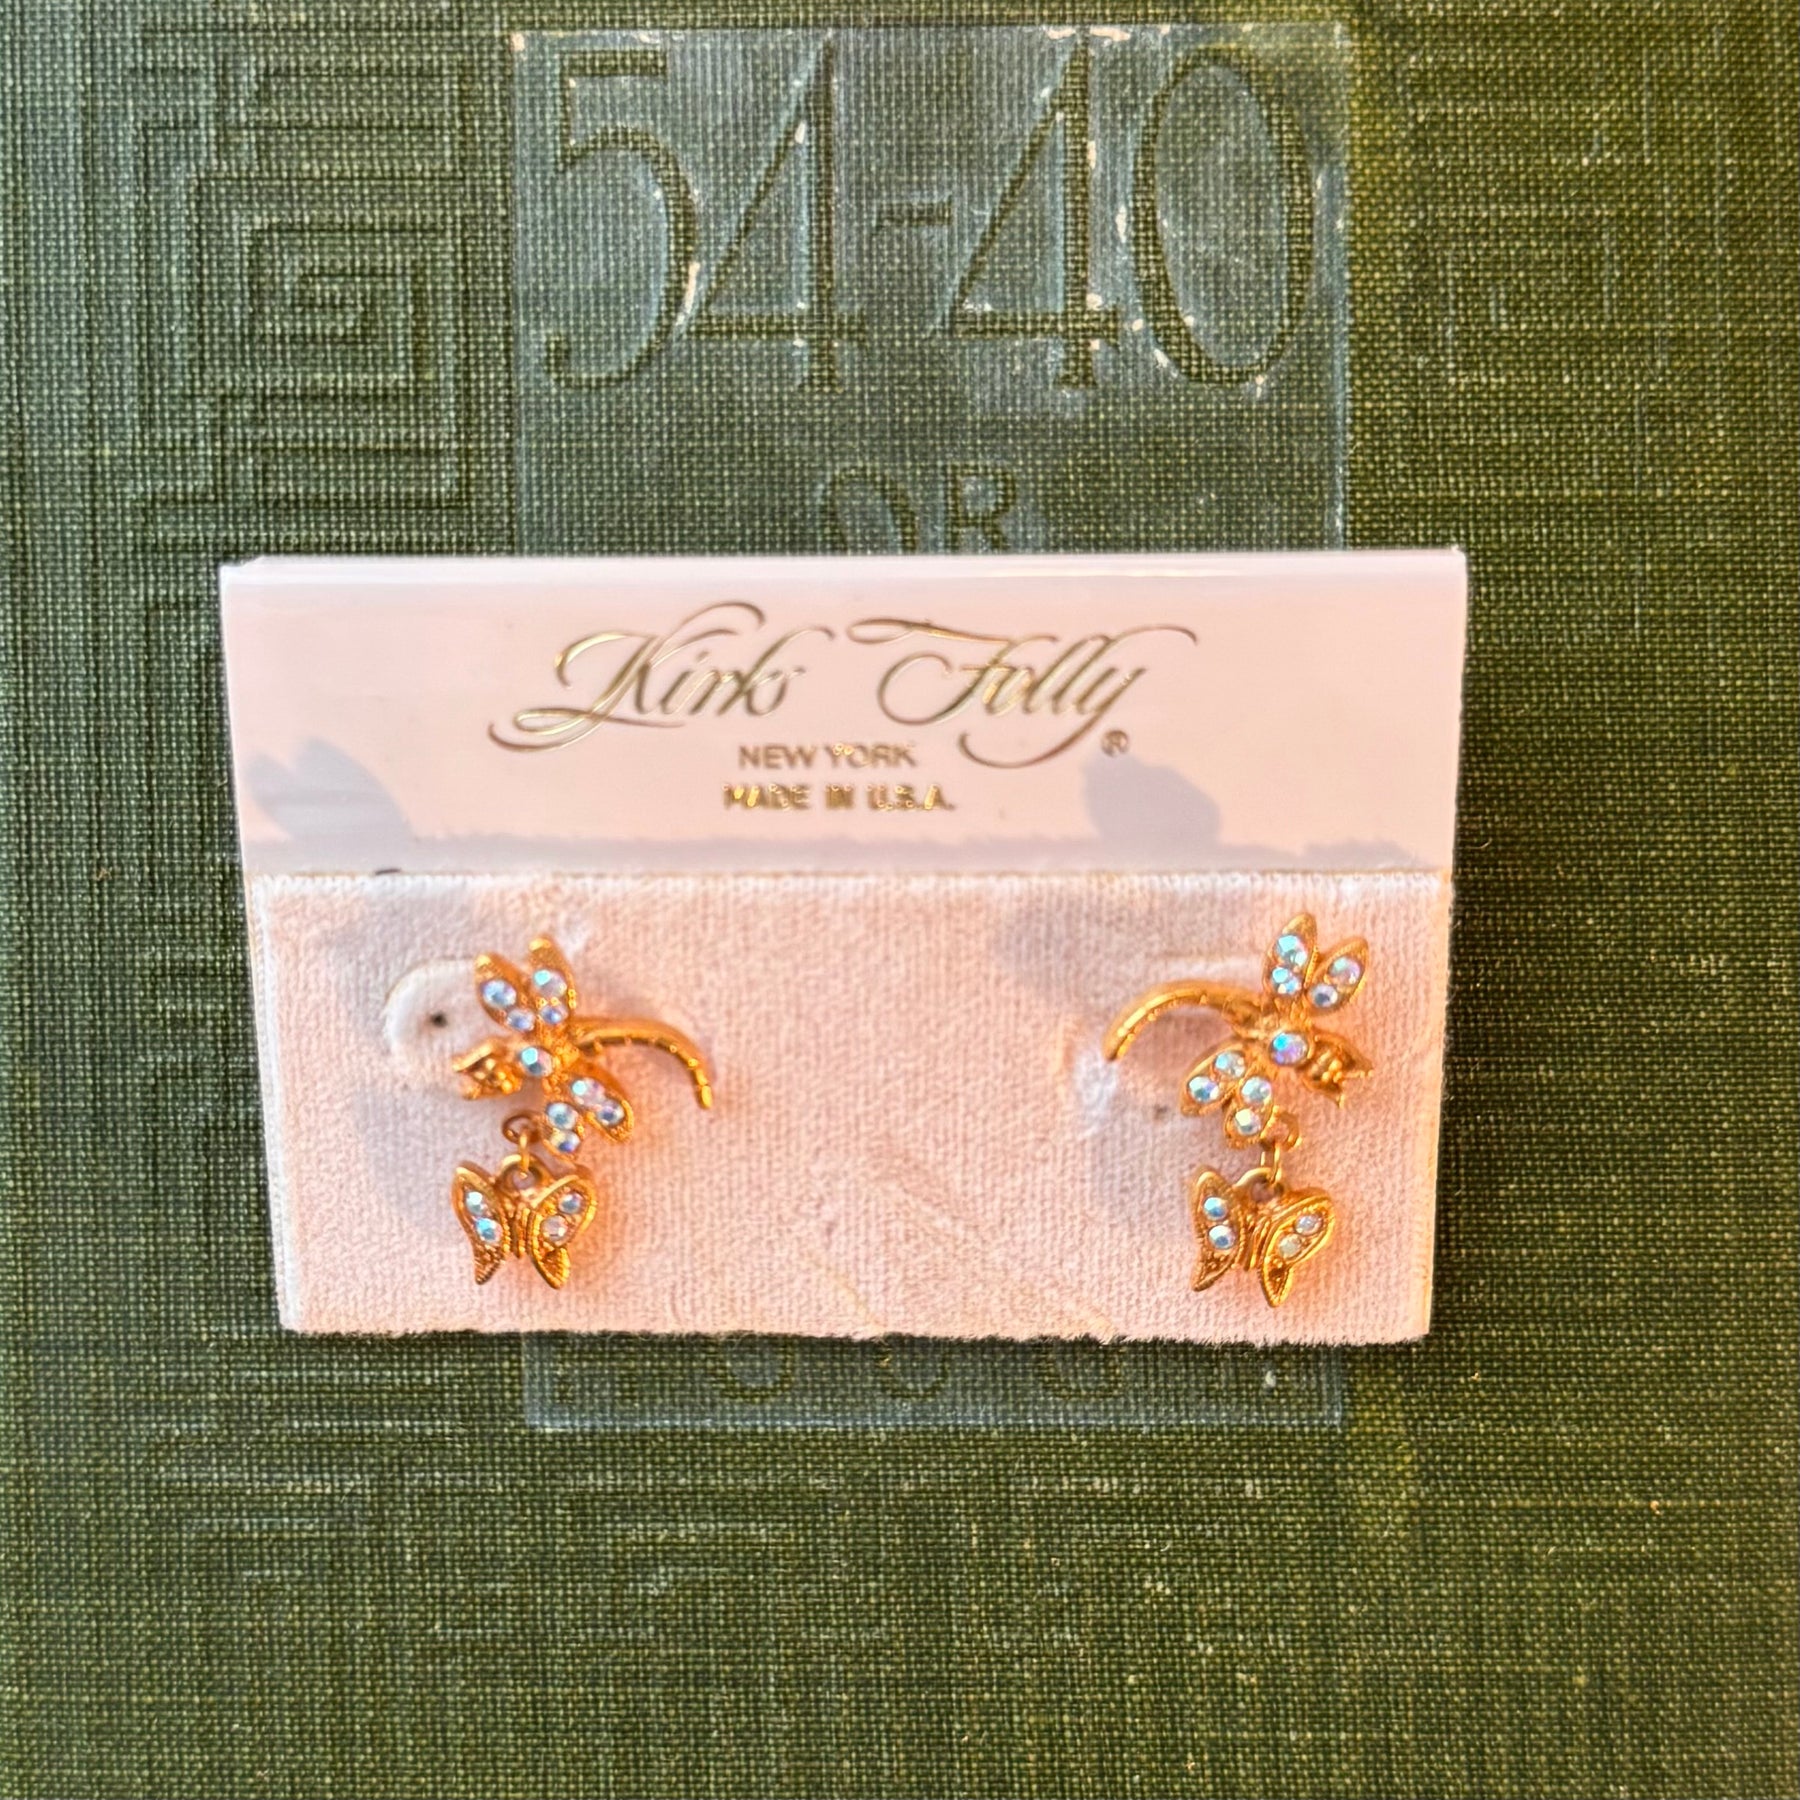 54-40
OR
Kirks Folly®
NEW YORK
MADE IN U.S.A.